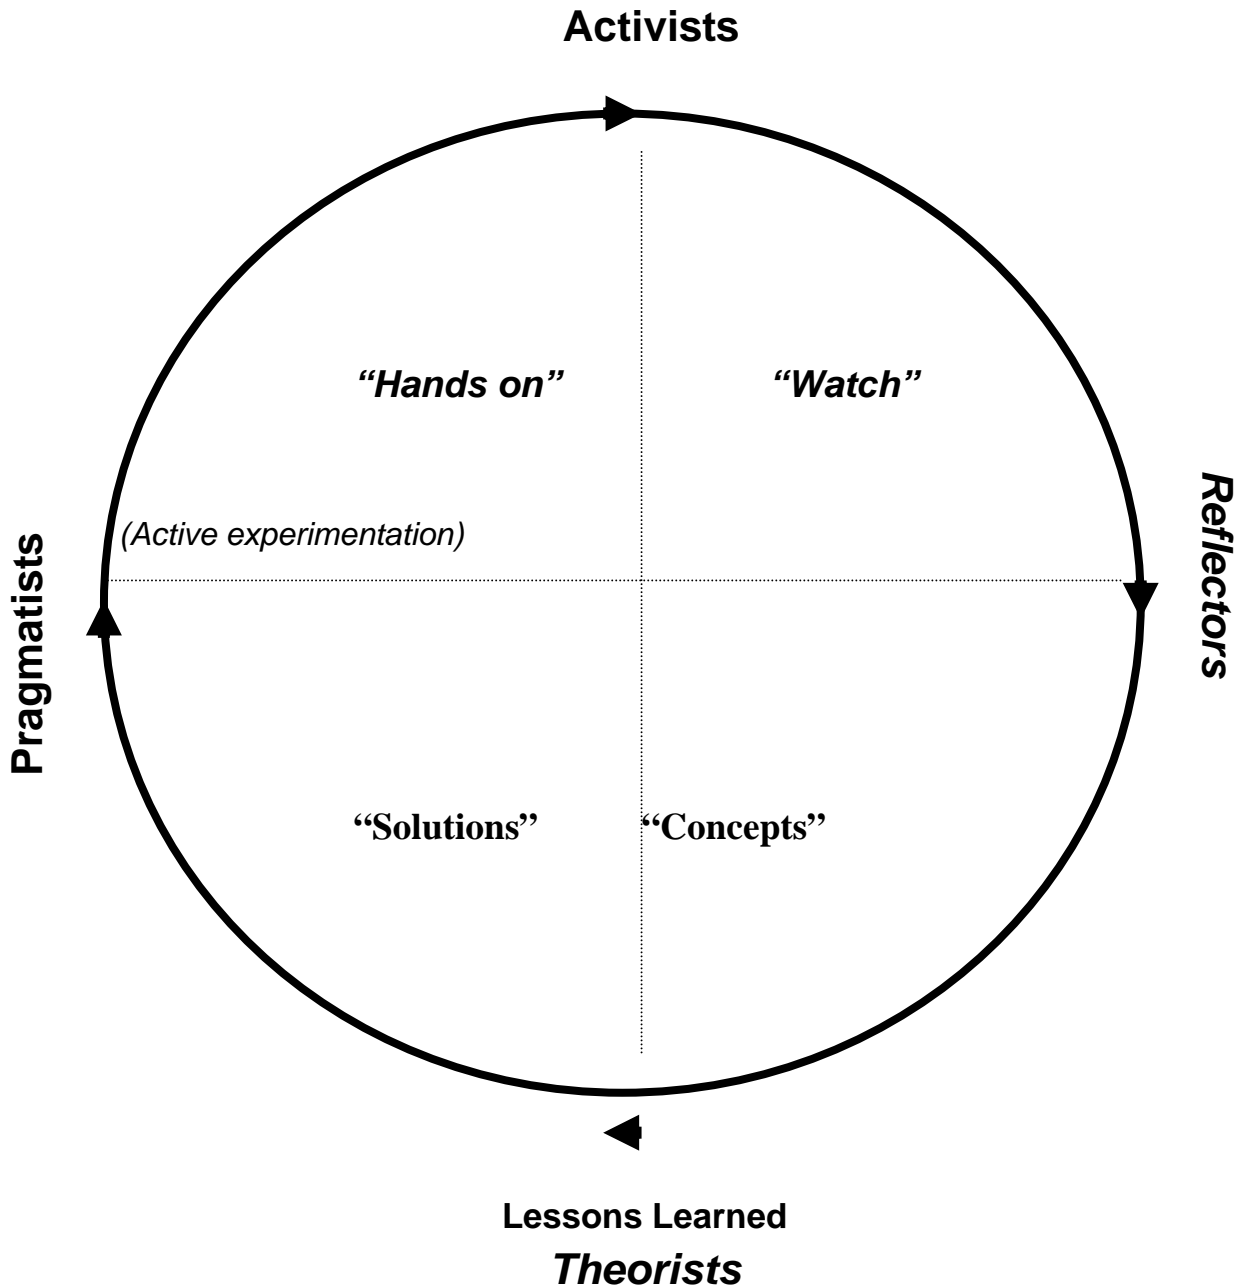 Activists
“Hands on”
“Watch”
Reflectors
(Active experimentation)
Pragmatists
“Solutions”
“Concepts”
Lessons Learned
Theorists